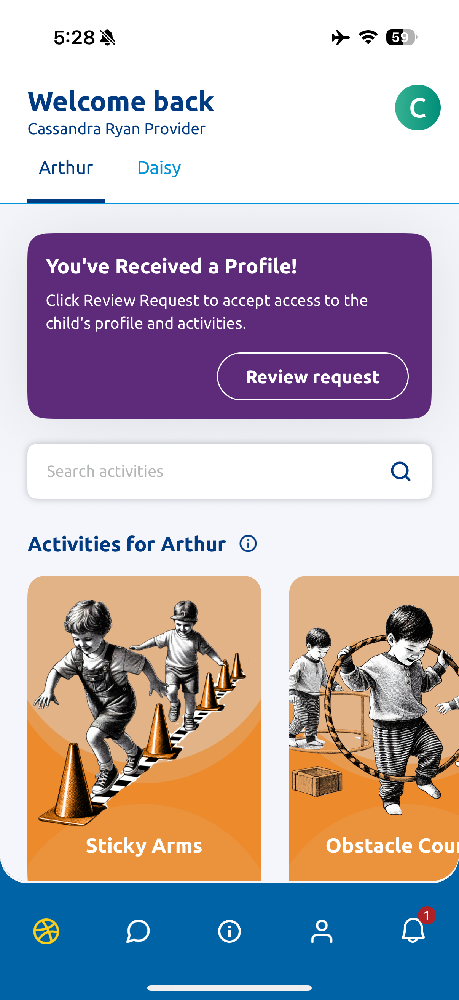 5:28
59
Welcome back
C
Cassandra Ryan Provider
Arthur
Daisy
You've Received a Profile!
Click Review Request to accept access to the
child's profile and activities.
Review request
Search activities
Activities for Arthur
Sticky Arms
Obstacle Cour
1